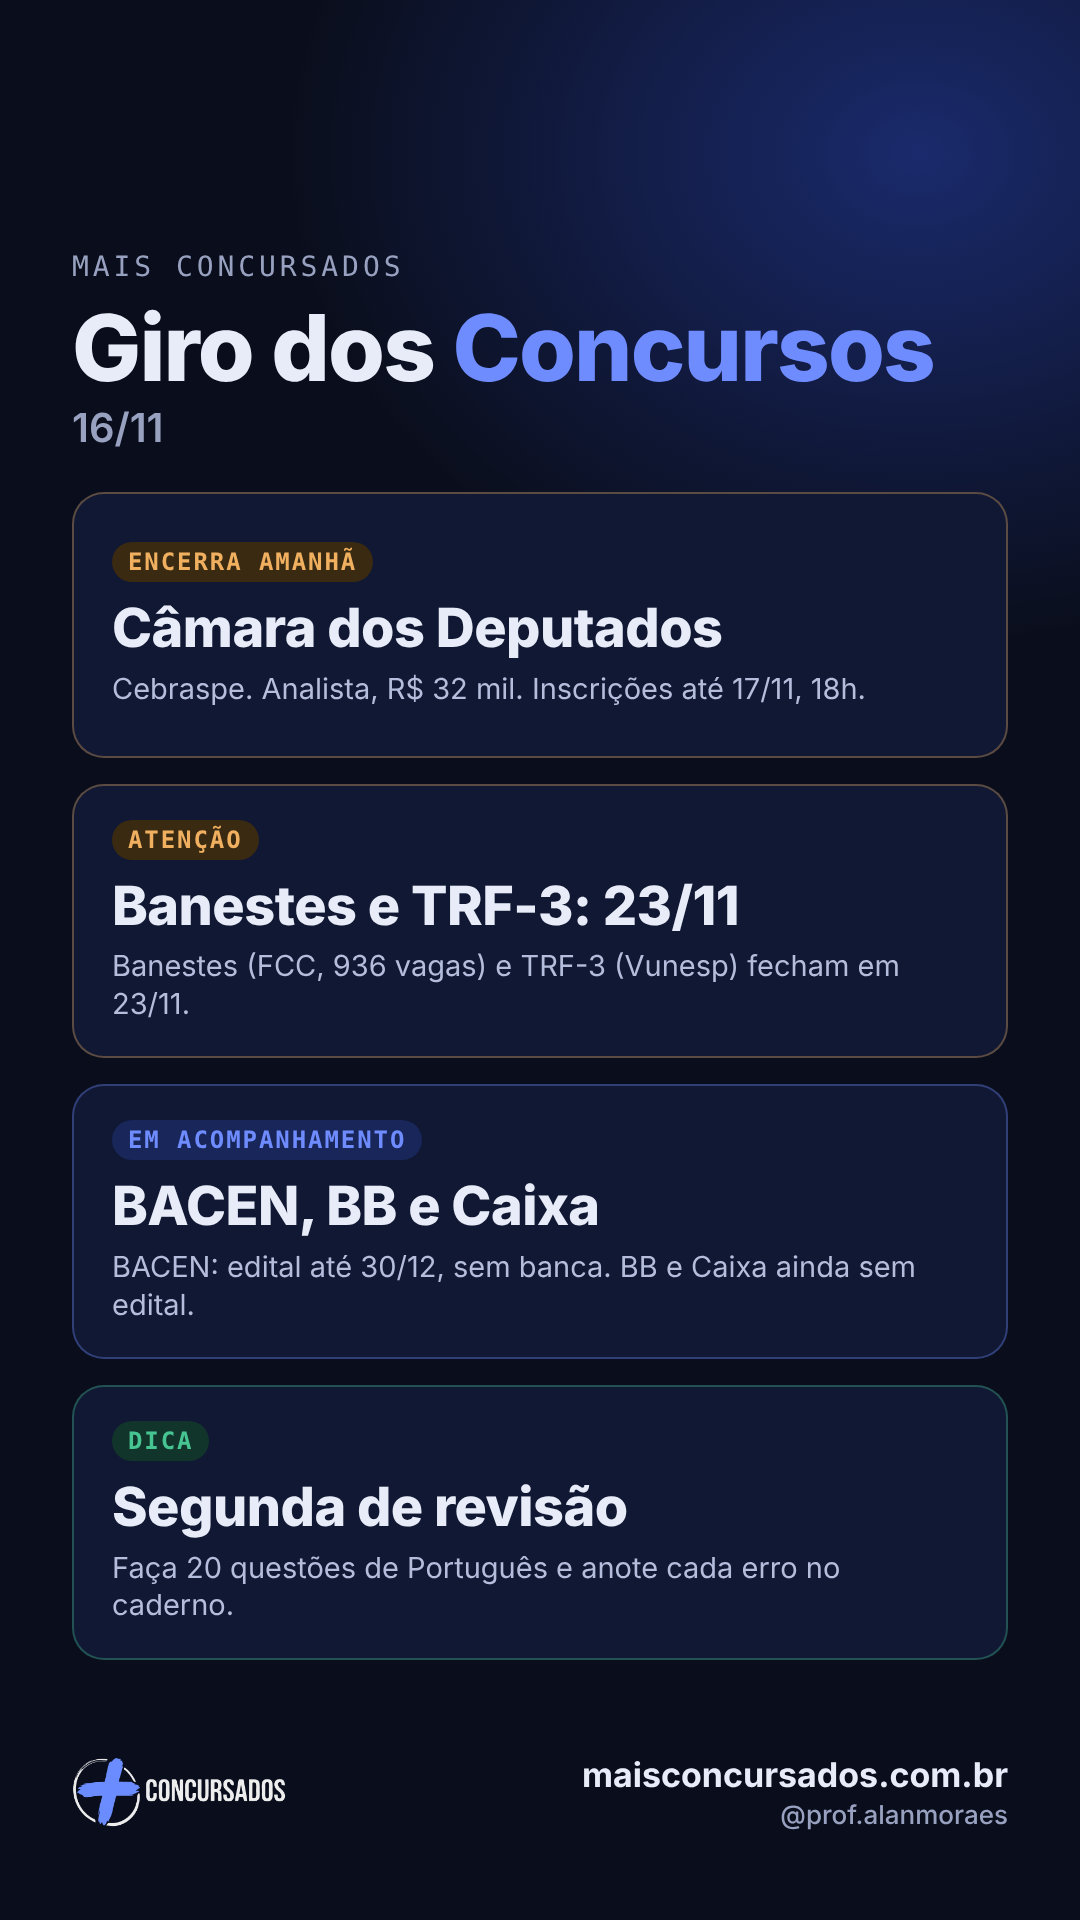 MAIS CONCURSADOS
Giro dos Concursos
16/11
ENCERRA AMANHÃ
Câmara dos Deputados
Cebraspe. Analista, R$ 32 mil. Inscrições até 17/11, 18h.
ATENÇÃO
Banestes e TRF-3: 23/11
Banestes (FCC, 936 vagas) e TRF-3 (Vunesp) fecham em
23/11.
EM ACOMPANHAMENTO
BACEN, BB e Caixa
BACEN: edital até 30/12, sem banca. BB e Caixa ainda sem
edital.
DICA
Segunda de revisão
Faça 20 questões de Português e anote cada erro no
caderno.
CONCURSADOS
maisconcursados.com.br
@prof.alanmoraes